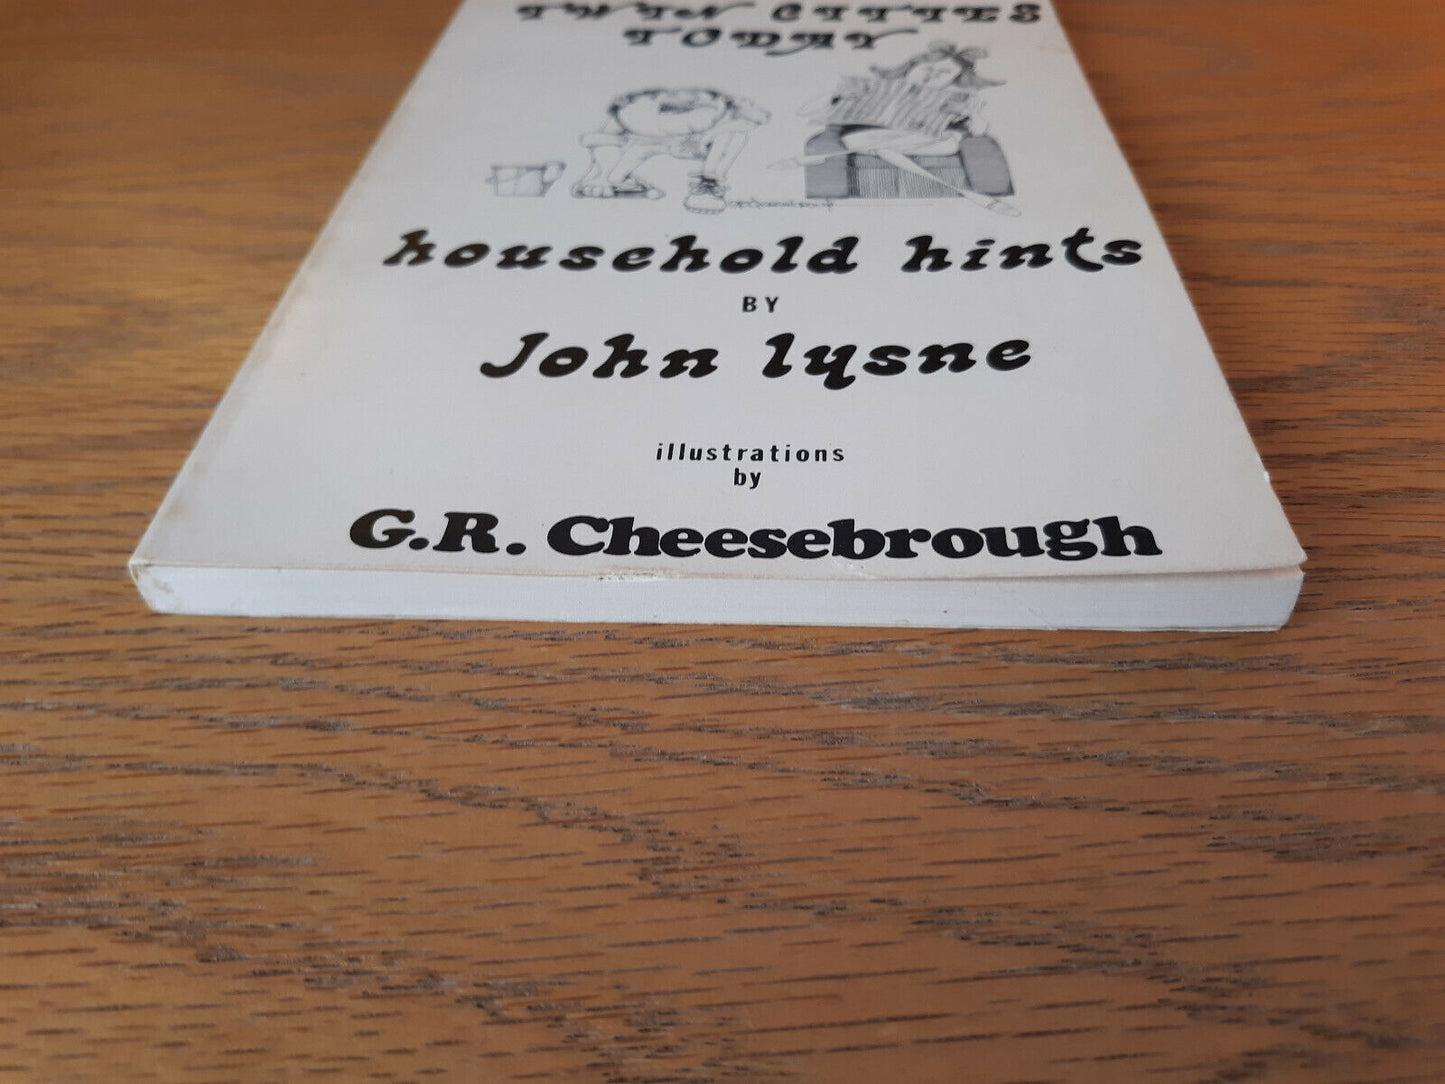 TWIN CITIES
TODAY
household hints
BY
John lysne
illustrations
by
G.R. Cheesebrough